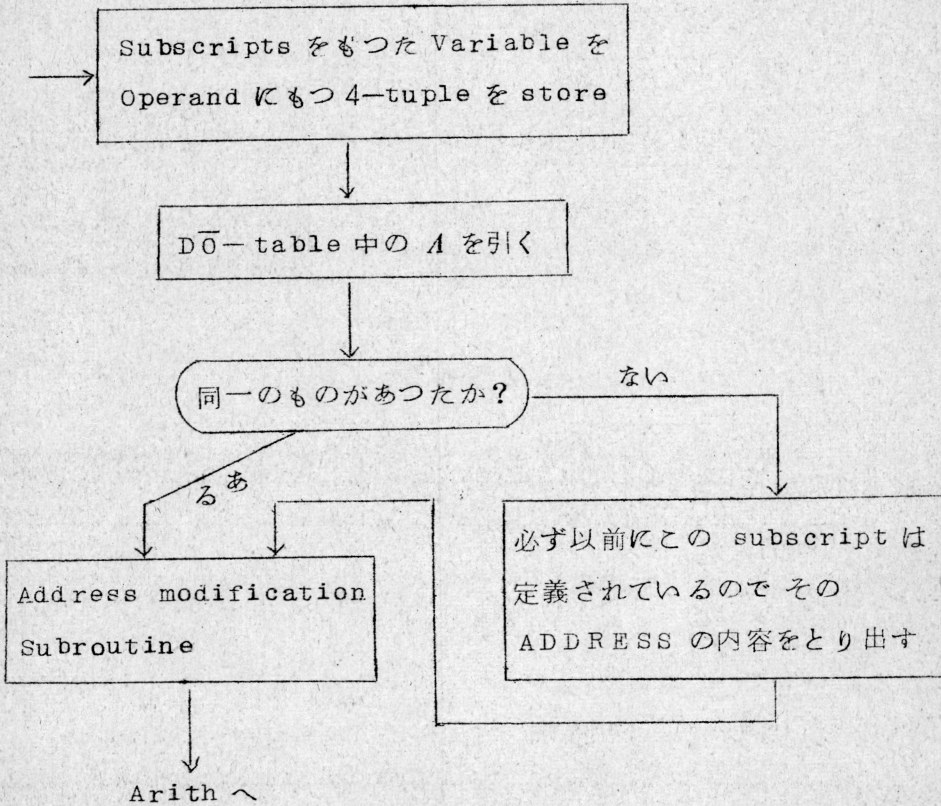 Subscripts をもつた Variable を
Operand にもつ 4-tuple を store
DO̅-table 中の Λ を引く
同一のものがあつたか?
ない
ある
必ず以前にこの subscript は
定義されているので その
ADDRESS の内容をとり出す
Address modification
Subroutine
Arith へ